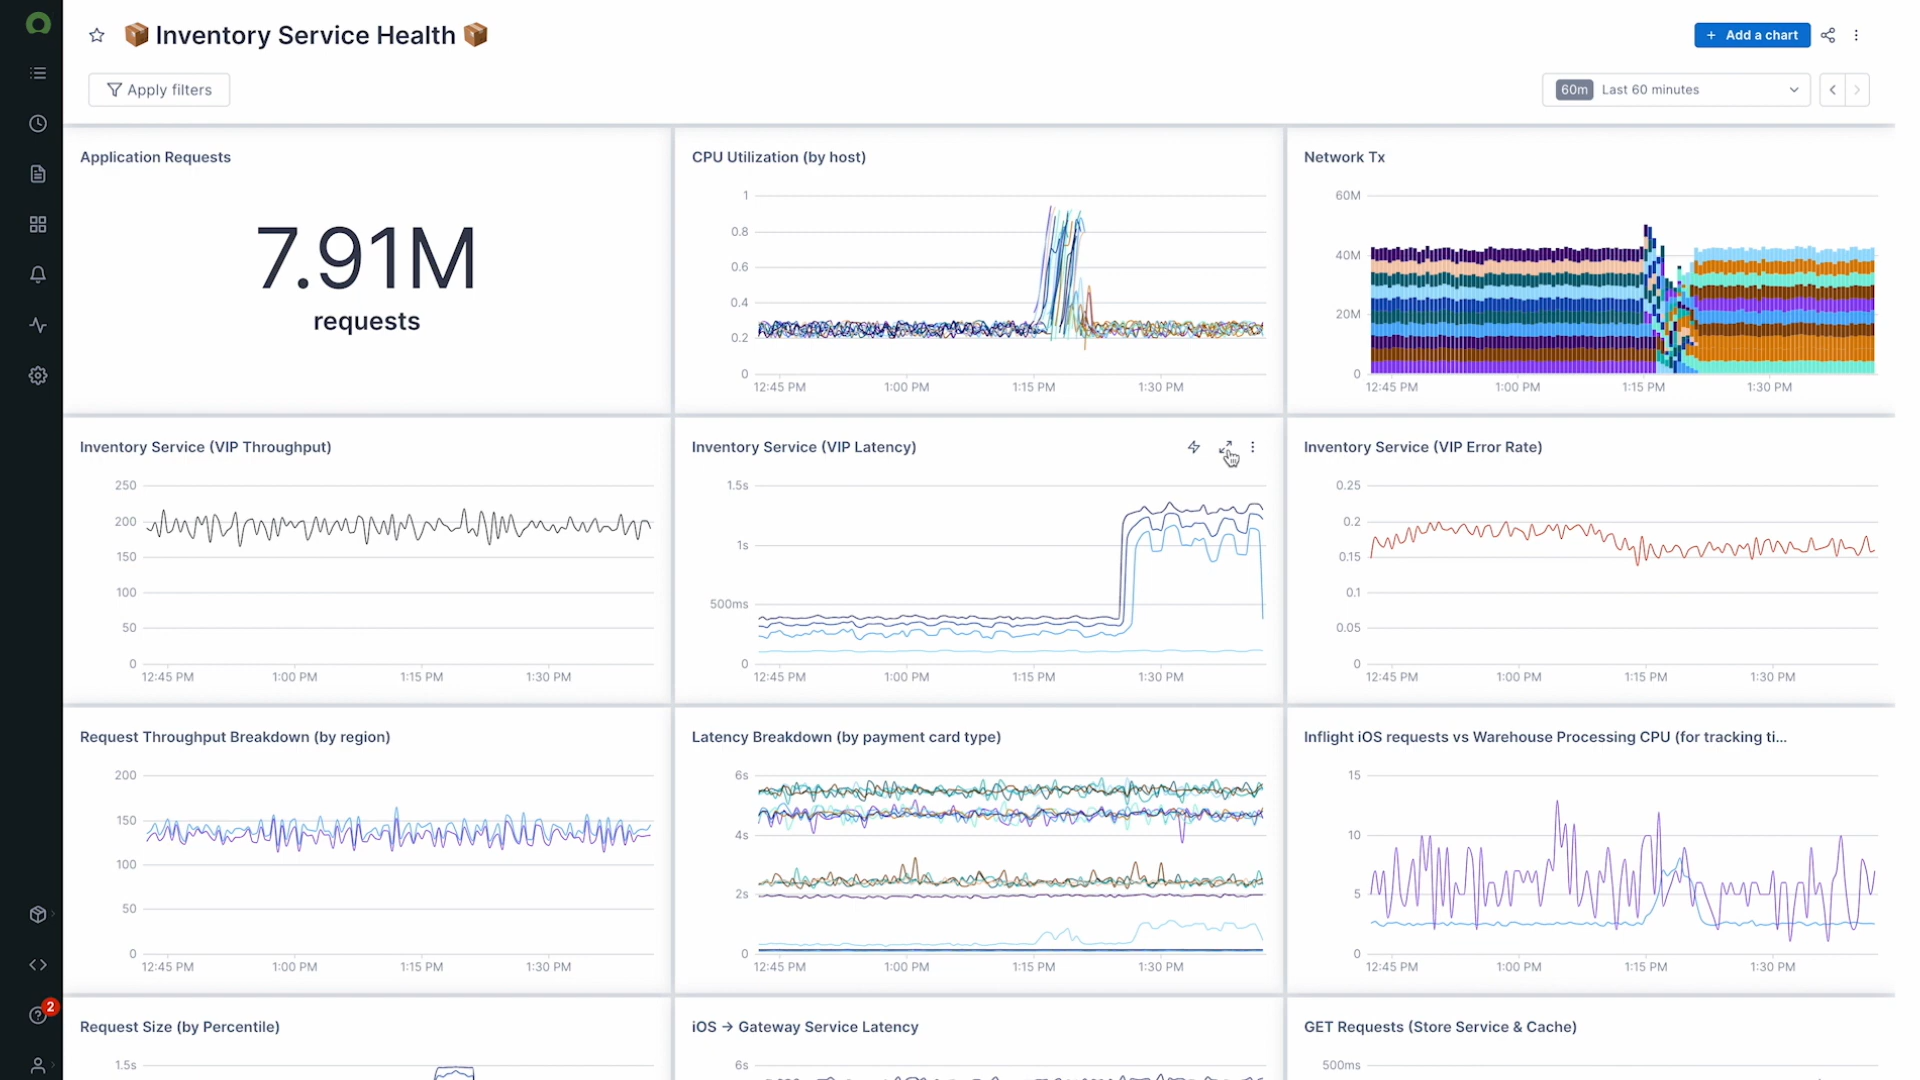 📦 Inventory Service Health 📦
+ Add a chart
Apply filters
60m Last 60 minutes
Application Requests
7.91M
requests
CPU Utilization (by host)
1
0.8
0.6
0.4
0.2
0
12:45 PM 1:00 PM 1:15 PM 1:30 PM
Network Tx
60M
40M
20M
0
12:45 PM 1:00 PM 1:15 PM 1:30 PM
Inventory Service (VIP Throughput)
250
200
150
100
50
0
12:45 PM 1:00 PM 1:15 PM 1:30 PM
Inventory Service (VIP Latency)
1.5s
1s
500ms
0
12:45 PM 1:00 PM 1:15 PM 1:30 PM
Inventory Service (VIP Error Rate)
0.25
0.2
0.15
0.1
0.05
0
12:45 PM 1:00 PM 1:15 PM 1:30 PM
Request Throughput Breakdown (by region)
200
150
100
50
0
12:45 PM 1:00 PM 1:15 PM 1:30 PM
Latency Breakdown (by payment card type)
6s
4s
2s
0
12:45 PM 1:00 PM 1:15 PM 1:30 PM
Inflight iOS requests vs Warehouse Processing CPU (for tracking ti...
15
10
5
0
12:45 PM 1:00 PM 1:15 PM 1:30 PM
2
Request Size (by Percentile)
1.5s
iOS → Gateway Service Latency
6s
GET Requests (Store Service & Cache)
500ms